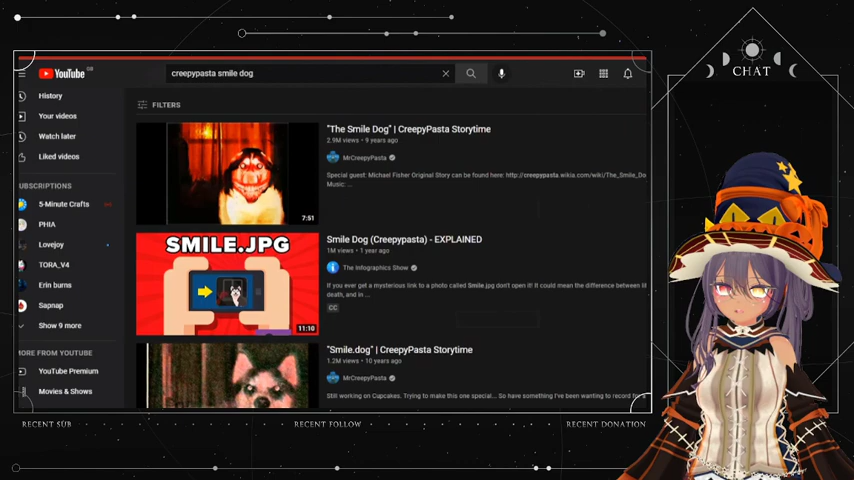 YouTube GB
creepypasta smile dog
CHAT
History
Your videos
Watch later
Liked videos
UBSCRIPTIONS
5-Minute Crafts
PHIA
Lovejoy
TORA_V4
Erin burns
Sapnap
Show 9 more
MORE FROM YOUTUBE
YouTube Premium
Movies & Shows
FILTERS
7:51
"The Smile Dog" | CreepyPasta Storytime
2.9M views • 9 years ago
MrCreepyPasta
Special guest: Michael Fisher Original Story can be found here: http://creepypasta.wikia.com/wiki/The_Smile_Do
Music: ...
SMILE.JPG
11:10
Smile Dog (Creepypasta) - EXPLAINED
1M views • 1 year ago
The Infographics Show
If you ever get a mysterious link to a photo called Smile.jpg don't open it! It could mean the difference between li
death, and in ...
CC
"Smile.dog" | CreepyPasta Storytime
1.2M views • 10 years ago
MrCreepyPasta
Still working on Cupcakes. Trying to make this one special... So have something I've been wanting to record for a
RECENT SUB
RECENT FOLLOW
RECENT DONATION